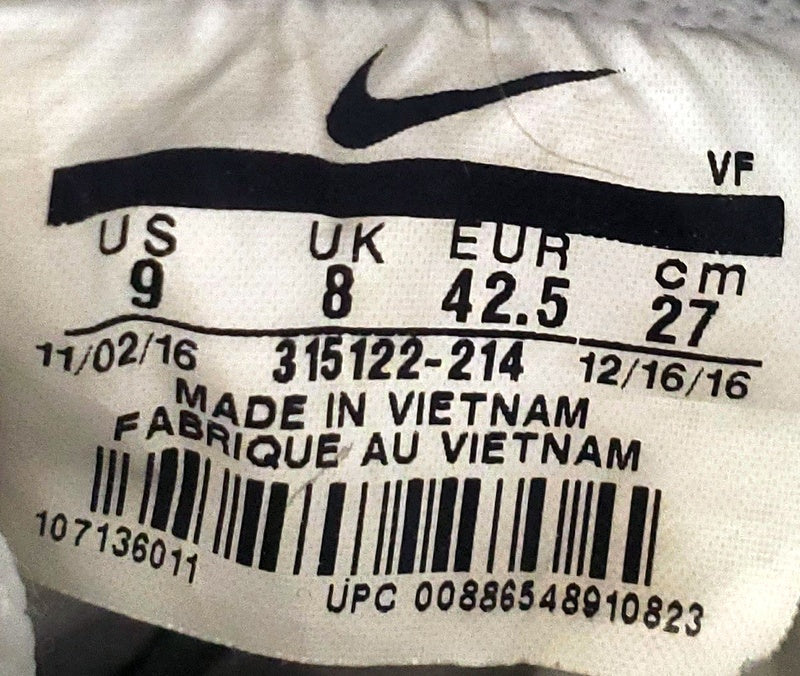 VF
US UK EUR cm
9 8 42.5 27
11/02/16 315122-214 12/16/16
MADE IN VIETNAM
FABRIQUE AU VIETNAM
107136011
UPC 00886548910823